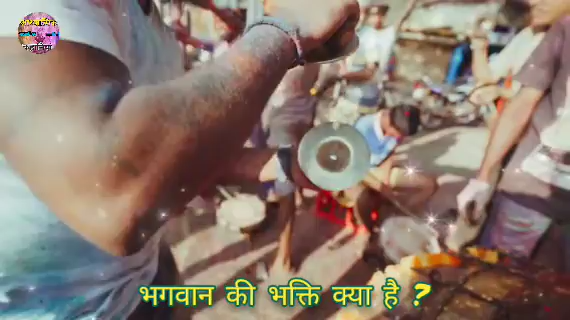 भगवान की भक्ति क्या है ?